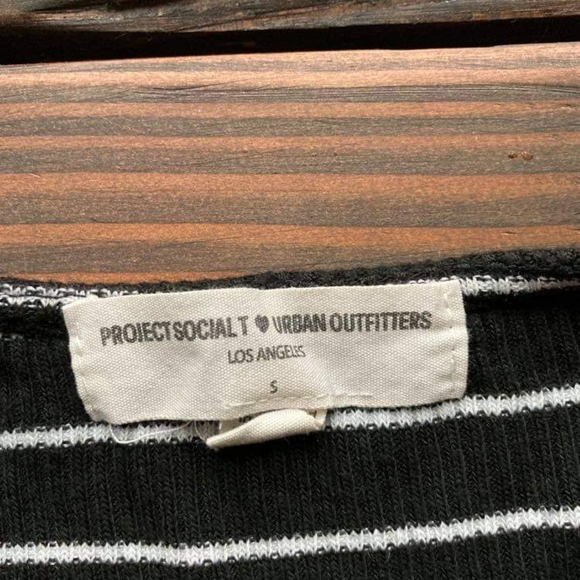 PROJECT SOCIAL T ♥ URBAN OUTFITTERS
LOS ANGELES
S